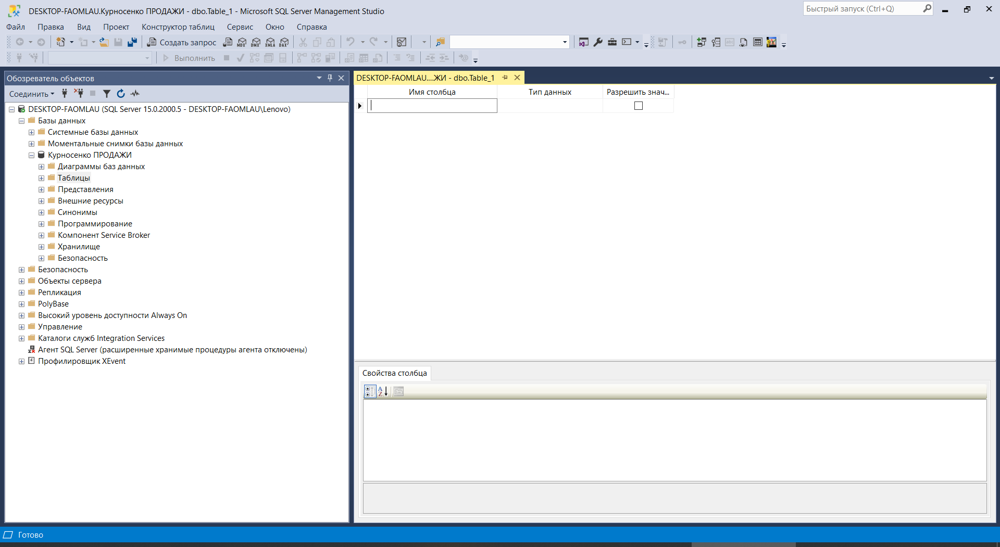 DESKTOP-FAOMLAU.Курносенко ПРОДАЖИ - dbo.Table_1 - Microsoft SQL Server Management Studio
Быстрый запуск (Ctrl+Q)
Файл Правка Вид Проект Конструктор таблиц Сервис Окно Справка
Создать запрос MDX DMX XMLA DAX
Выполнить
Обозреватель объектов
Соединить
DESKTOP-FAOMLAU (SQL Server 15.0.2000.5 - DESKTOP-FAOMLAU\Lenovo)
Базы данных
Системные базы данных
Моментальные снимки базы данных
Курносенко ПРОДАЖИ
Диаграммы баз данных
Таблицы
Представления
Внешние ресурсы
Синонимы
Программирование
Компонент Service Broker
Хранилище
Безопасность
Безопасность
Объекты сервера
Репликация
PolyBase
Высокий уровень доступности Always On
Управление
Каталоги служб Integration Services
Агент SQL Server (расширенные хранимые процедуры агента отключены)
Профилировщик XEvent
DESKTOP-FAOMLAU....ЖИ - dbo.Table_1
Имя столбца Тип данных Разрешить знач...
Свойства столбца
Готово